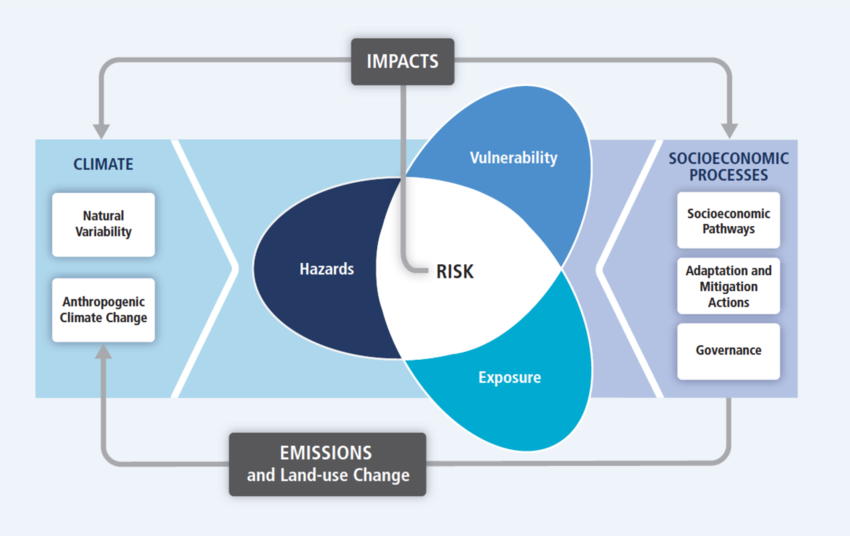 IMPACTS
CLIMATE
Natural
Variability
Anthropogenic
Climate Change
Vulnerability
Hazards
RISK
Exposure
SOCIOECONOMIC
PROCESSES
Socioeconomic
Pathways
Adaptation and
Mitigation
Actions
Governance
EMISSIONS
and Land-use Change